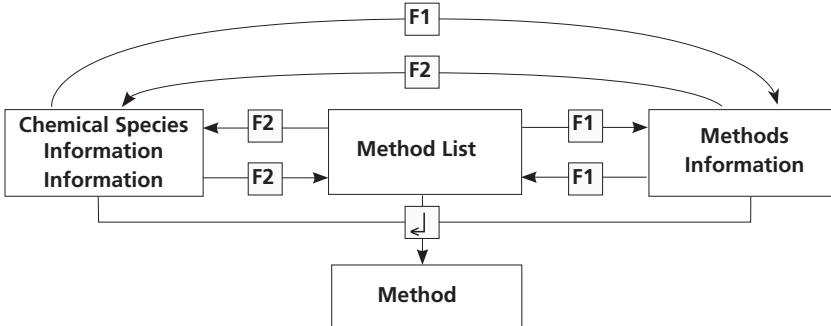 F1
F2
Chemical Species
Information
Information
F2
F2
Method List
F1
F1
Methods
Information
Method